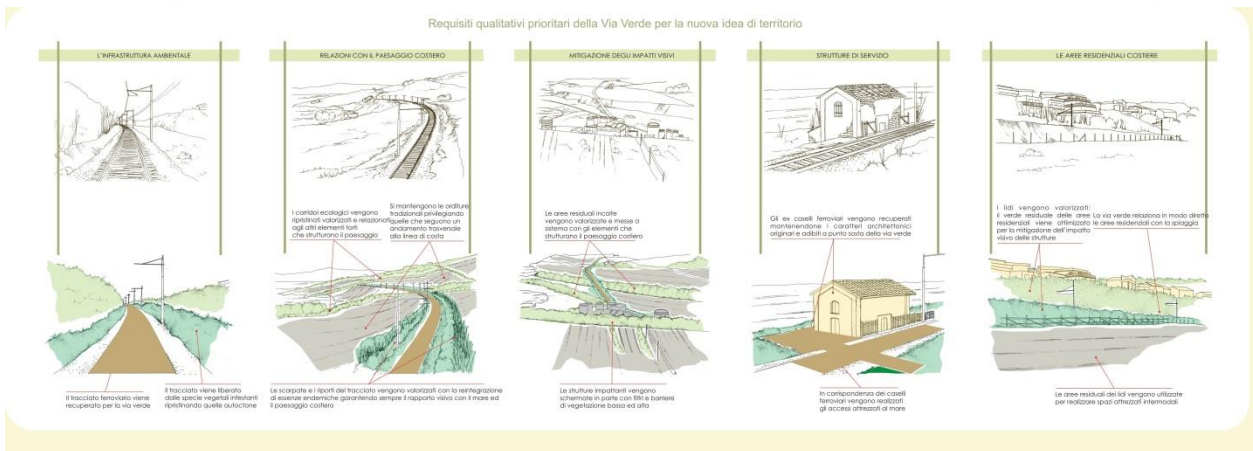 Requisiti qualitativi prioritari della Via Verde per la nuova idea di territorio
L'INFRASTRUTTURA AMBIENTALE
RELAZIONI CON IL PAESAGGIO COSTIERO
MITIGAZIONE DEGLI IMPATTI VISIVI
STRUTTURE DI SERVIZIO
LE AREE RESIDENZIALI COSTIERE
I corridoi ecologici vengono
ripristinati valorizzati e relazionati
agli altri elementi forti
che strutturano il paesaggio
Si mantengono le orditure
tradizionali privilegiando
quelle che seguono un
andamento trasversale
alla linea di costa
Le aree residuali incolte
vengono valorizzate e messe a
sistema con gli elementi che
strutturano il paesaggio costiero
Gli ex caselli ferroviari vengono recuperati
mantenendone i caratteri architettonici
originari e adibiti a punto sosta della via verde
I lidi vengono valorizzati:
il verde residuale delle aree
residenziali viene ottimizzato
per la mitigazione dell'impatto
visivo delle strutture
La via verde relaziona in modo diretto
le aree residenziali con la spiaggia
Il tracciato ferroviario viene
recuperato per la via verde
Il tracciato viene liberato
dalle specie vegetali infestanti
ripristinando quelle autoctone
Le scarpate e i riporti del tracciato vengono valorizzati con la reintegrazione
di essenze endemiche garantendo sempre il rapporto visivo con il mare ed
il paesaggio costiero
Le strutture impattanti vengono
schermate in parte con filtri e barriere
di vegetazione bassa ed alta
In corrispondenza dei caselli
ferroviari vengono realizzati
gli accessi attrezzati al mare
Le aree residuali dei lidi vengono utilizzate
per realizzare spazi attrezzati intermodali